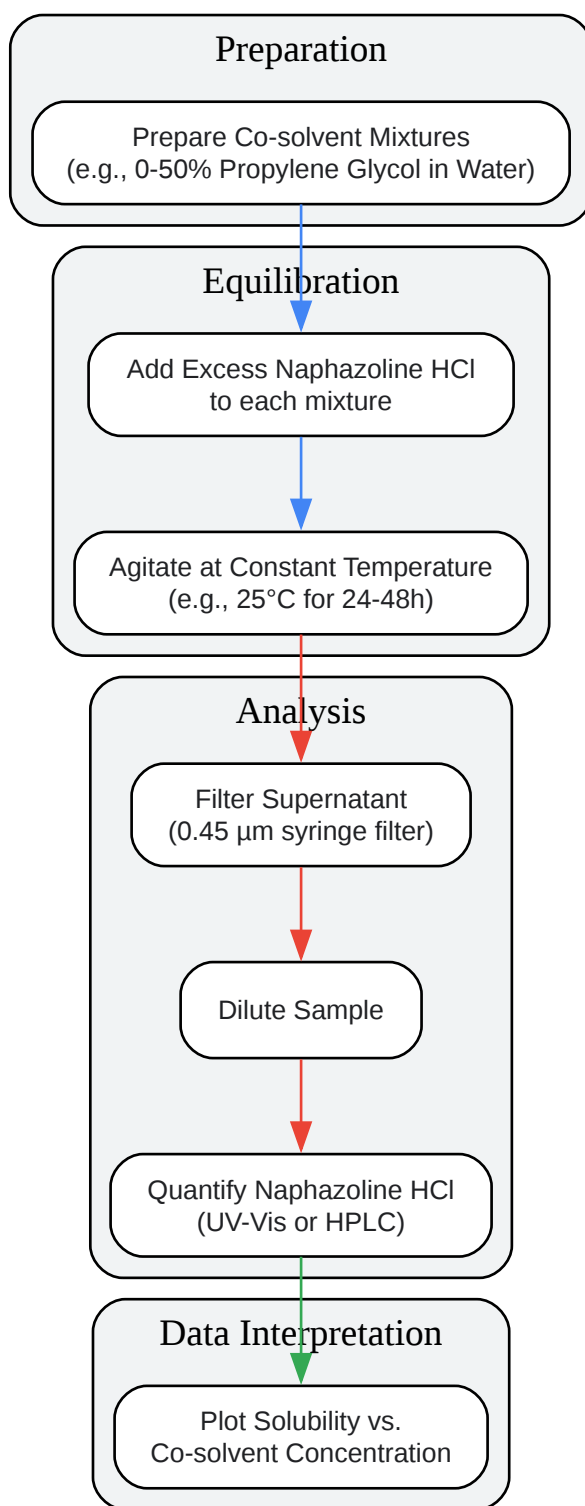 Preparation
Prepare Co-solvent Mixtures
(e.g., 0-50% Propylene Glycol in Water)
Equilibration
Add Excess Naphazoline HCl
to each mixture
Agitate at Constant Temperature
(e.g., 25°C for 24-48h)
Analysis
Filter Supernatant
(0.45 µm syringe filter)
Dilute Sample
Quantify Naphazoline HCl
(UV-Vis or HPLC)
Data Interpretation
Plot Solubility vs.
Co-solvent Concentration